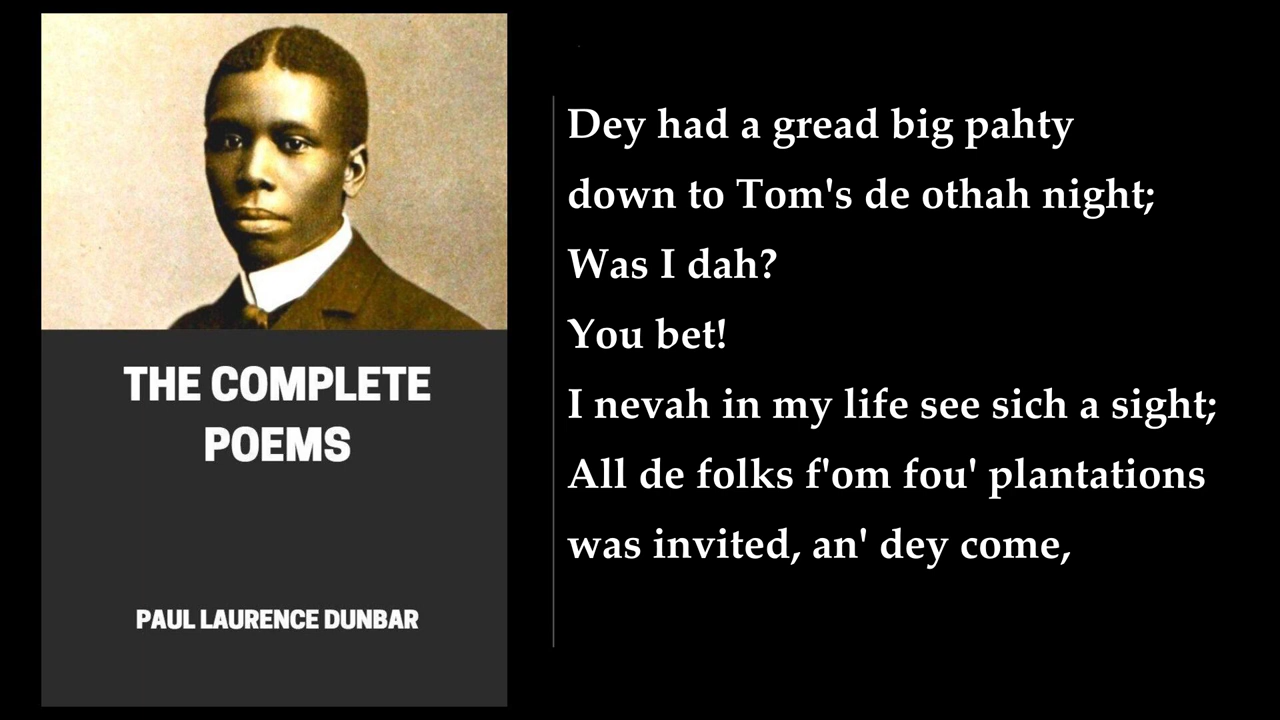 THE COMPLETE
POEMS
PAUL LAURENCE DUNBAR
Dey had a gread big pahty
down to Tom's de othah night;
Was I dah?
You bet!
I nevah in my life see sich a sight;
All de folks f'om fou' plantations
was invited, an' dey come,